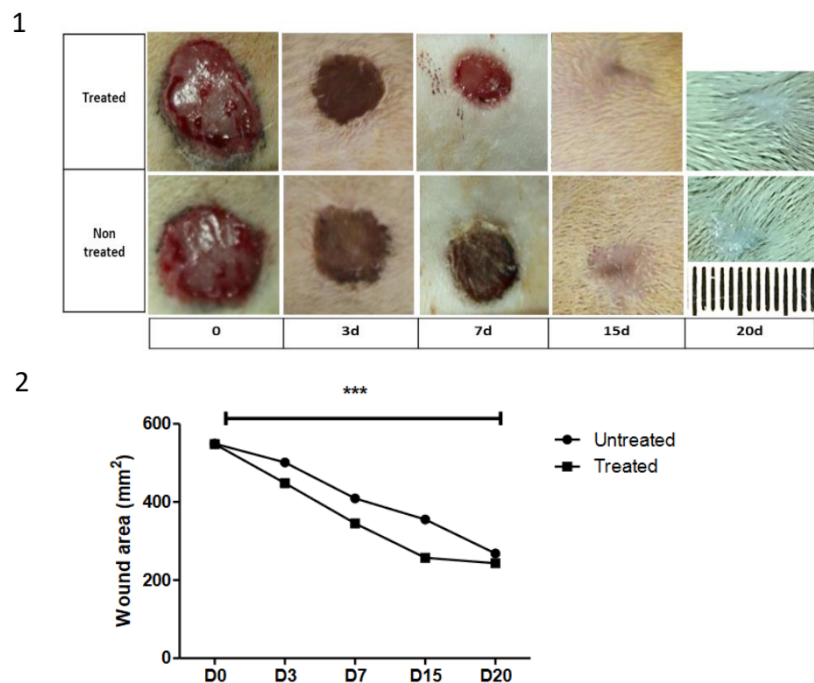 1
Treated
Non
treated
0 3d 7d 15d 20d
2
***
Wound area (mm²)
600
400
200
0
D0 D3 D7 D15 D20
Untreated
Treated